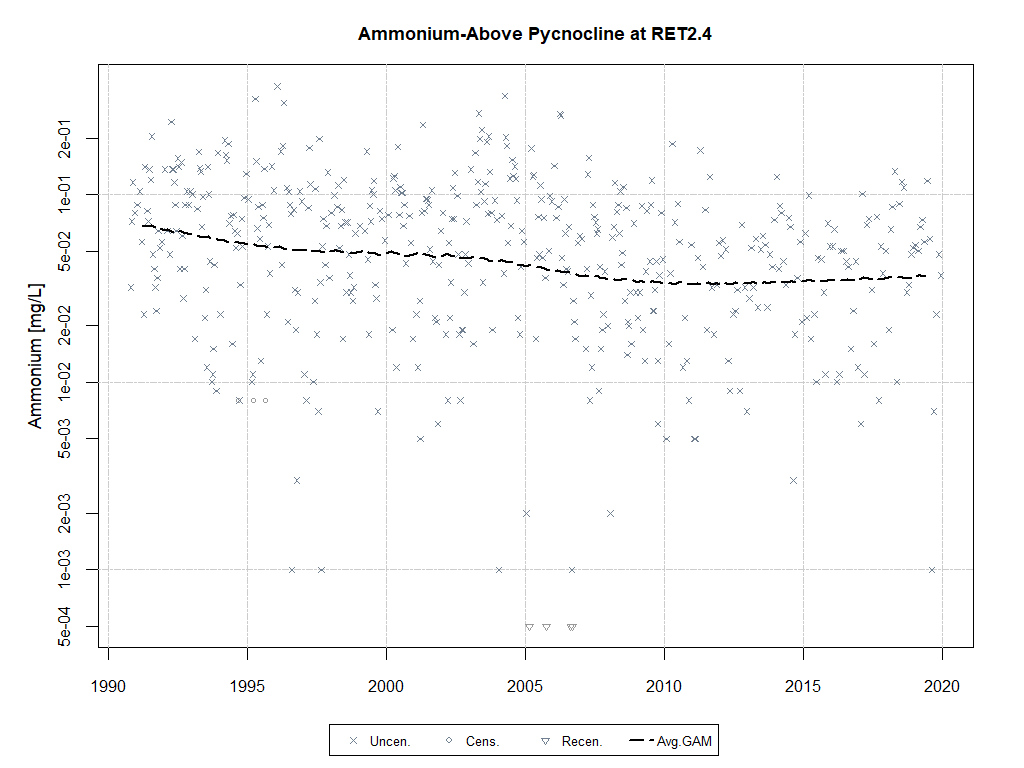 Ammonium-Above Pycnocline at RET2.4
Ammonium [mg/L]
2e-01
1e-01
5e-02
2e-02
1e-02
5e-03
2e-03
1e-03
5e-04
1990 1995 2000 2005 2010 2015 2020
Uncen. Cens. Recen. Avg.GAM